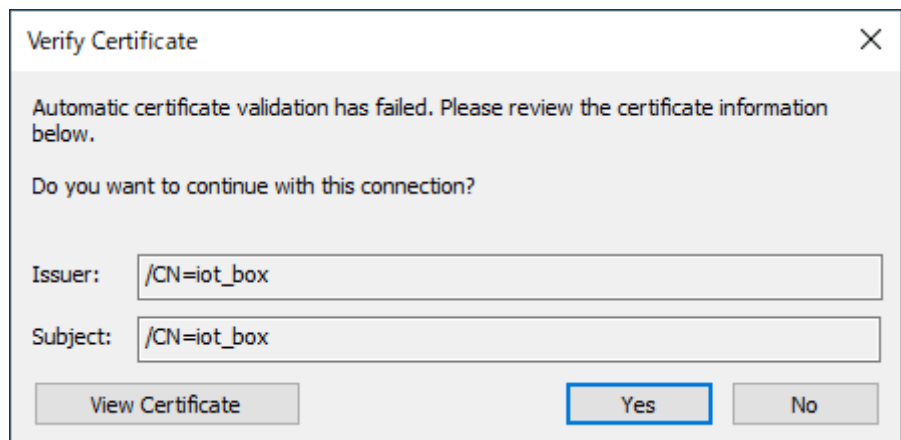 Verify Certificate
Automatic certificate validation has failed. Please review the certificate information
below.
Do you want to continue with this connection?
Issuer: /CN=iot_box
Subject: /CN=iot_box
View Certificate Yes No